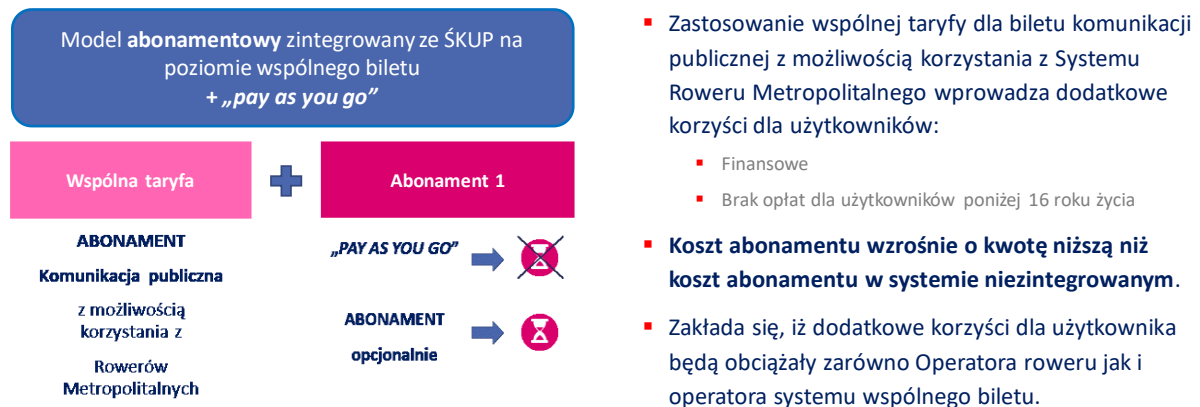 Model abonamentowy zintegrowany ze ŚKUP na
poziomie wspólnego biletu
+ „pay as you go”
Wspólna taryfa
Abonament 1
ABONAMENT
Komunikacja publiczna
z możliwością
korzystania z
Rowerów
Metropolitalnych
„PAY AS YOU GO”
ABONAMENT
opcjonalnie
Zastosowanie wspólnej taryfy dla biletu komunikacji
publicznej z możliwością korzystania z Systemu
Roweru Metropolitalnego wprowadza dodatkowe
korzyści dla użytkowników:
Finansowe
Brak opłat dla użytkowników poniżej 16 roku życia
Koszt abonamentu wzrośnie o kwotę niższą niż
koszt abonamentu w systemie niezintegrowanym.
Zakłada się, iż dodatkowe korzyści dla użytkownika
będą obciążały zarówno Operatora roweru jak i
operatora systemu wspólnego biletu.